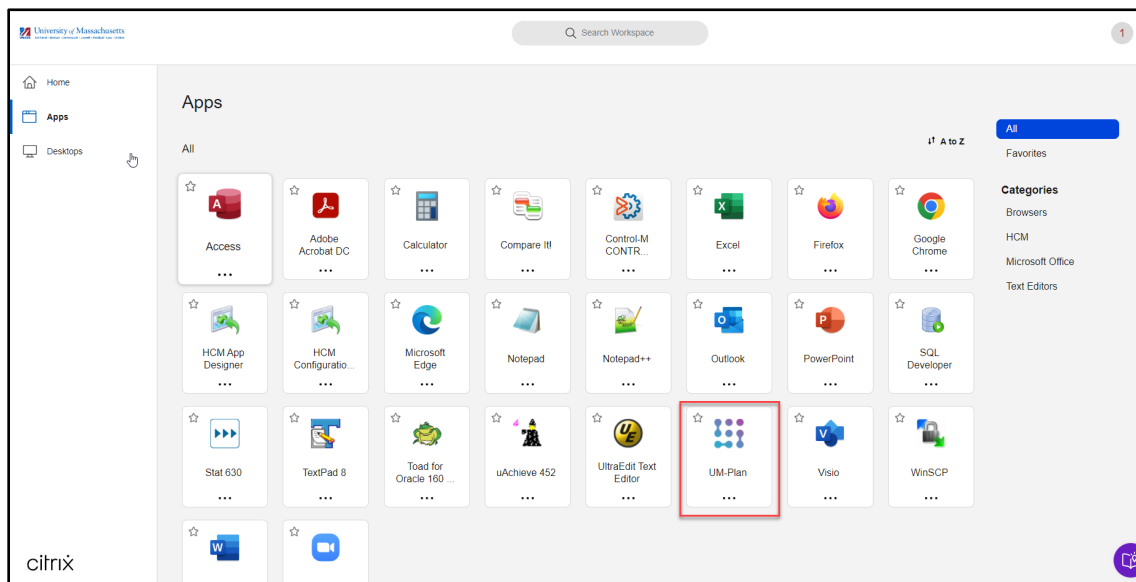 University of Massachusetts
Search Workspace
1
Home
Apps
Desktops
Apps
All
A to Z
All
Favorites
Categories
Browsers
HCM
Microsoft Office
Text Editors
Access
Adobe
Acrobat DC
Calculator
Compare It!
Control-M
CONTR...
Excel
Firefox
Google
Chrome
HCM App
Designer
HCM
Configuratio...
Microsoft
Edge
Notepad
Notepad++
Outlook
PowerPoint
SQL
Developer
Stat 630
TextPad 8
Toad for
Oracle 160 ...
uAchieve 452
UltraEdit Text
Editor
UM-Plan
Visio
WinSCP
citrix